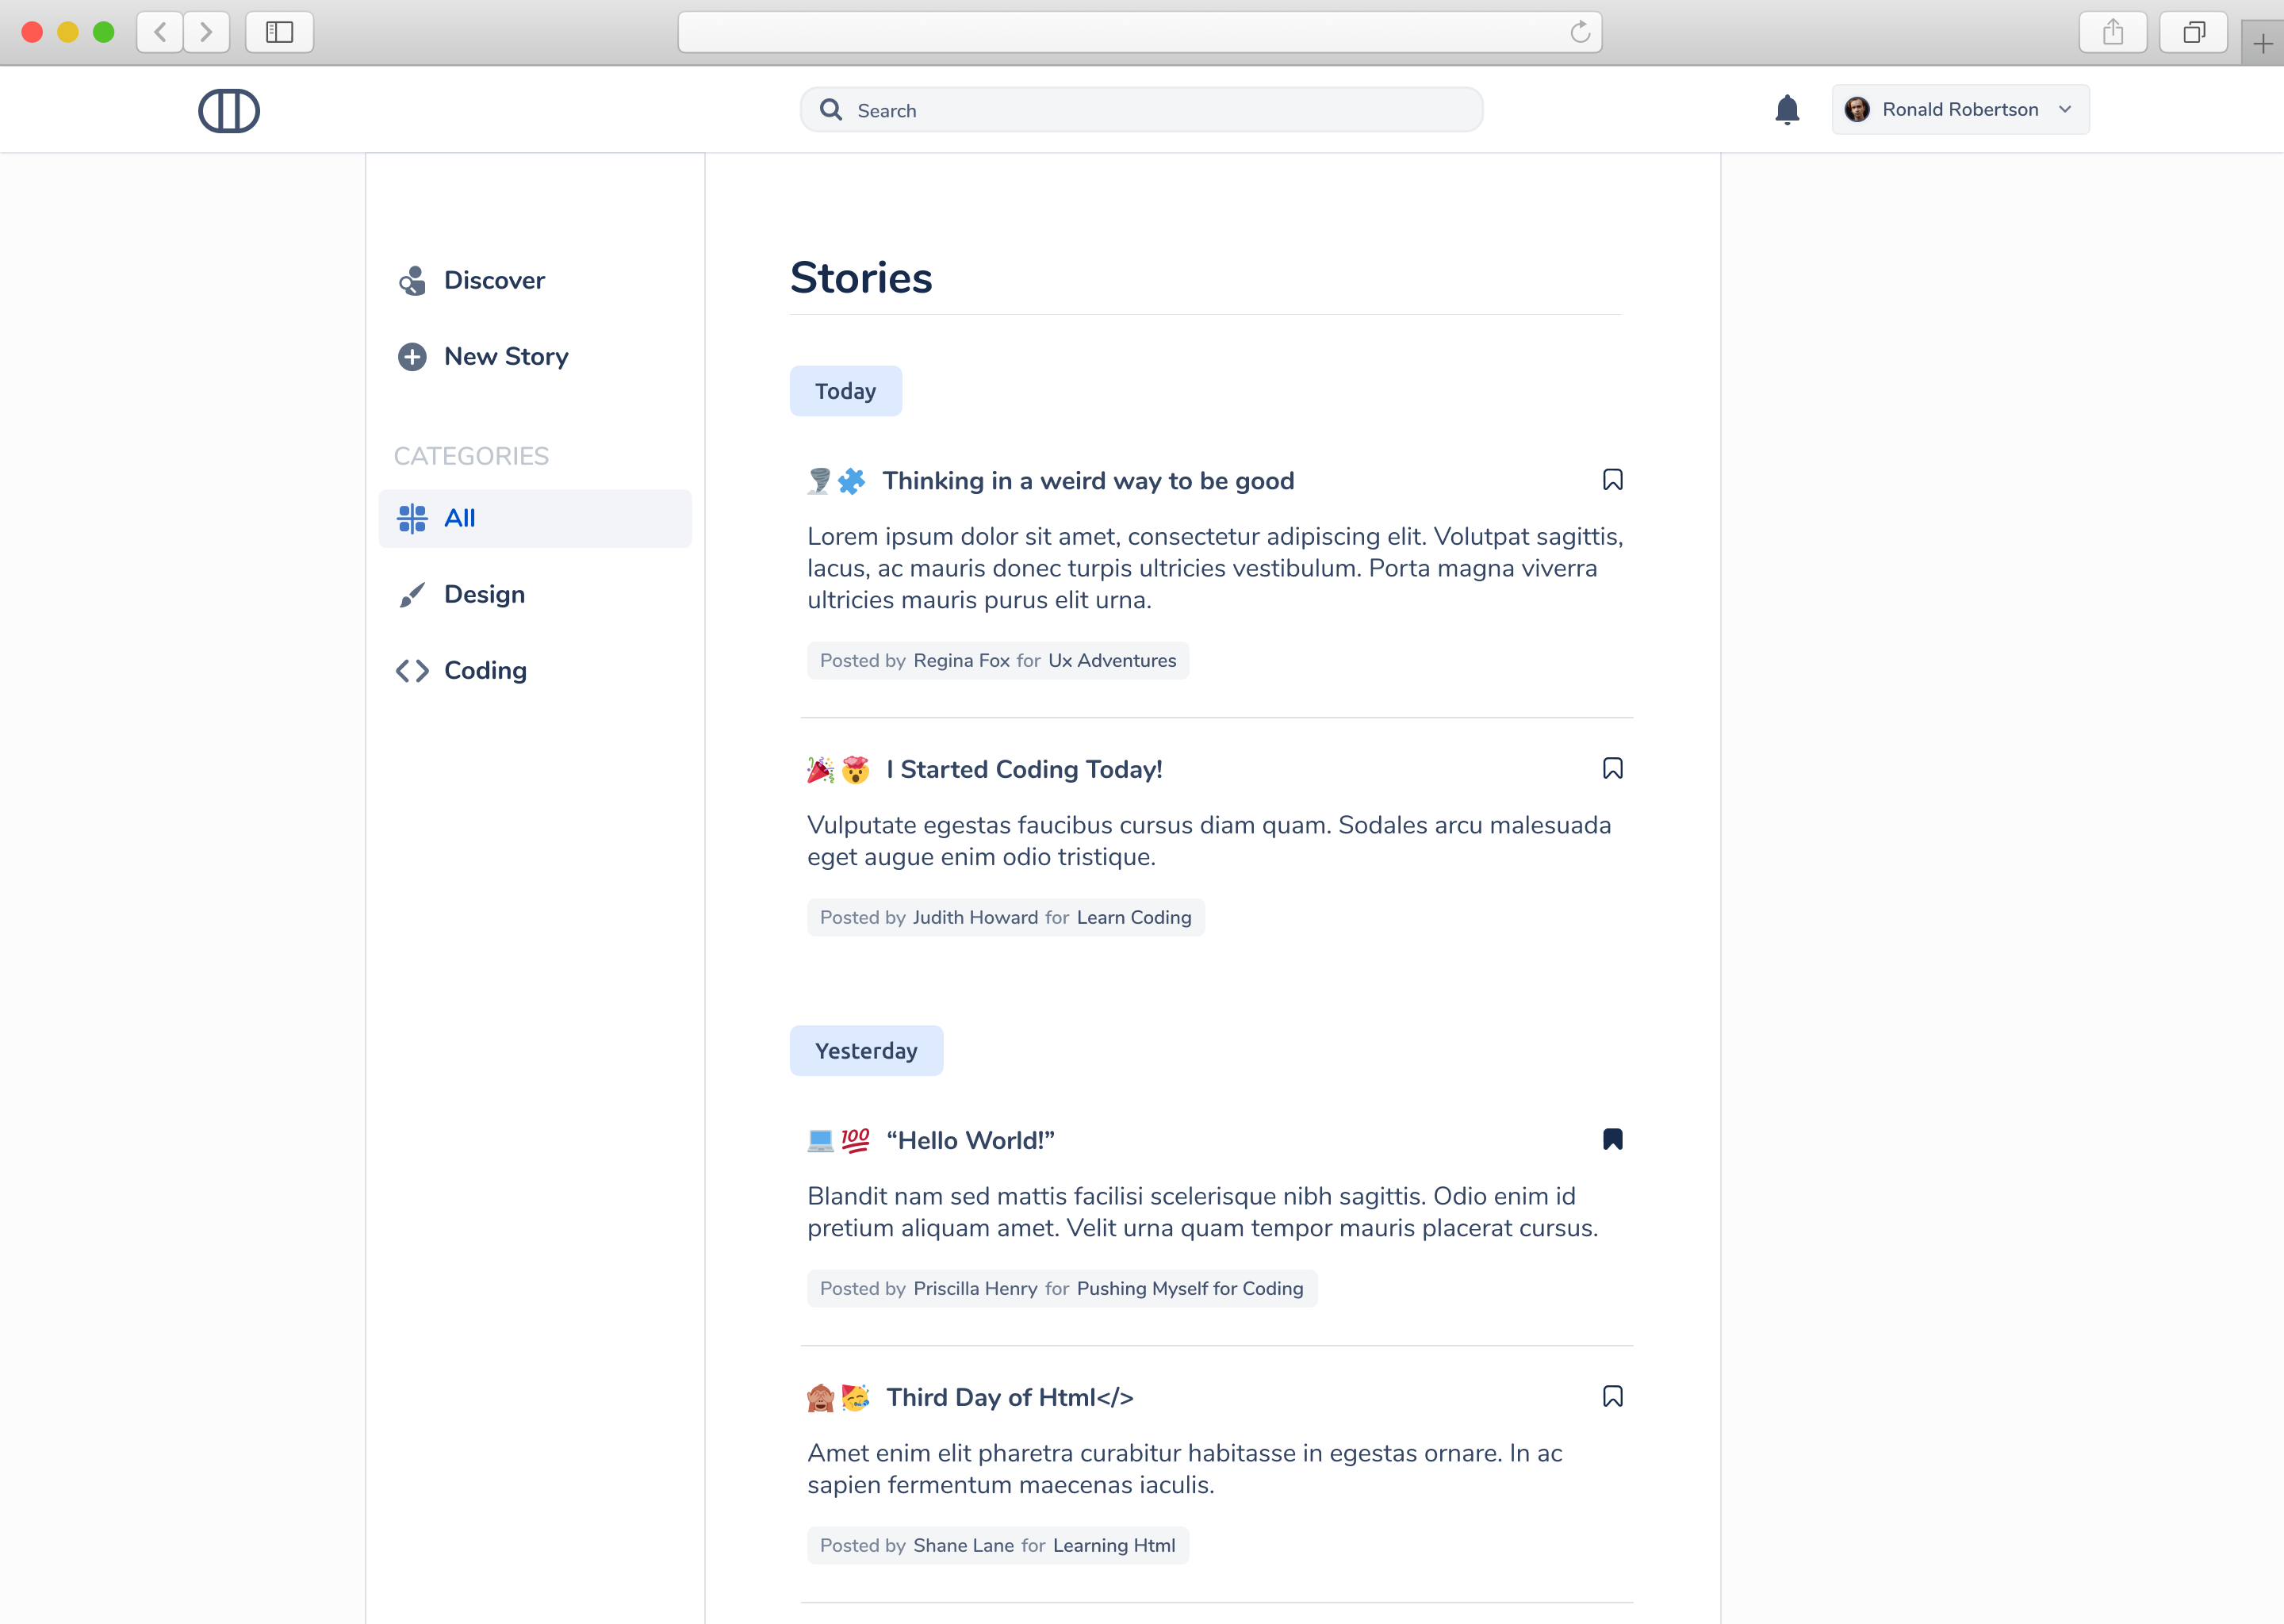 Search
Ronald Robertson
Discover
New Story
CATEGORIES
All
Design
Coding
Stories
Today
🌪🧩 Thinking in a weird way to be good
Lorem ipsum dolor sit amet, consectetur adipiscing elit. Volutpat sagittis,
lacus, ac mauris donec turpis ultricies vestibulum. Porta magna viverra
ultricies mauris purus elit urna.
Posted by Regina Fox for Ux Adventures
🎉🤯 I Started Coding Today!
Vulputate egestas faucibus cursus diam quam. Sodales arcu malesuada
eget augue enim odio tristique.
Posted by Judith Howard for Learn Coding
Yesterday
💻💯 “Hello World!”
Blandit nam sed mattis facilisi scelerisque nibh sagittis. Odio enim id
pretium aliquam amet. Velit urna quam tempor mauris placerat cursus.
Posted by Priscilla Henry for Pushing Myself for Coding
🙈🥳 Third Day of Html</>
Amet enim elit pharetra curabitur habitasse in egestas ornare. In ac
sapien fermentum maecenas iaculis.
Posted by Shane Lane for Learning Html